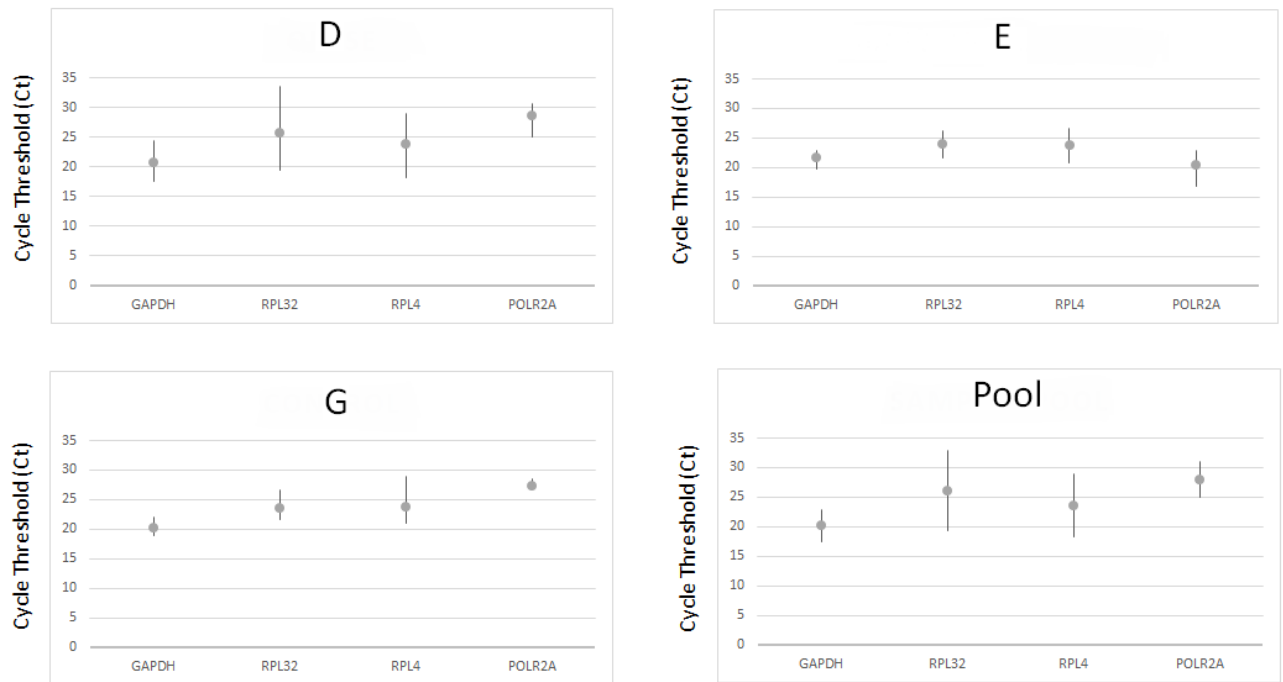 D
Cycle Threshold (Ct)
35
30
25
20
15
10
5
0
GAPDH RPL32 RPL4 POLR2A
E
Cycle Threshold (Ct)
35
30
25
20
15
10
5
0
GAPDH RPL32 RPL4 POLR2A
G
Cycle Threshold (Ct)
35
30
25
20
15
10
5
0
GAPDH RPL32 RPL4 POLR2A
Pool
Cycle Threshold (Ct)
35
30
25
20
15
10
5
0
GAPDH RPL32 RPL4 POLR2A